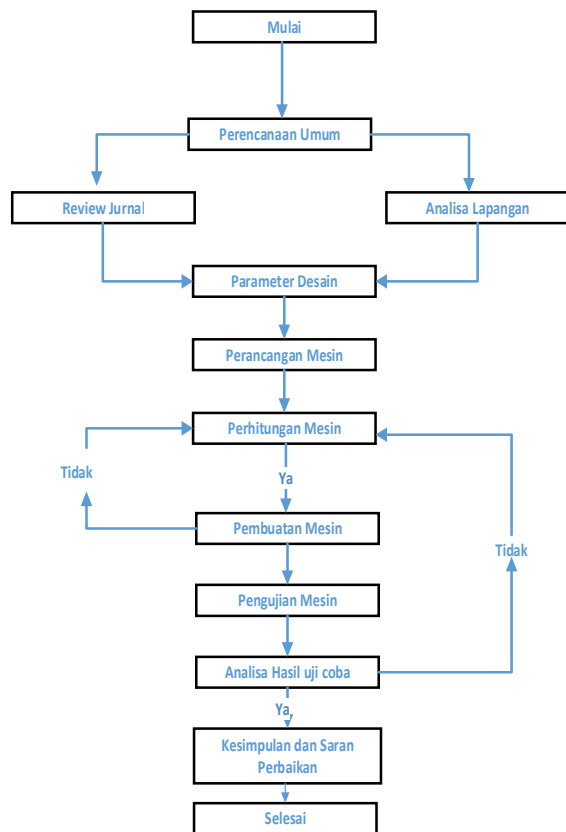 Mulai
Perencanaan Umum
Review Jurnal
Analisa Lapangan
Parameter Desain
Perancangan Mesin
Perhitungan Mesin
Tidak
Ya
Pembuatan Mesin
Tidak
Pengujian Mesin
Analisa Hasil uji coba
Ya,
Kesimpulan dan Saran
Perbaikan
Selesai